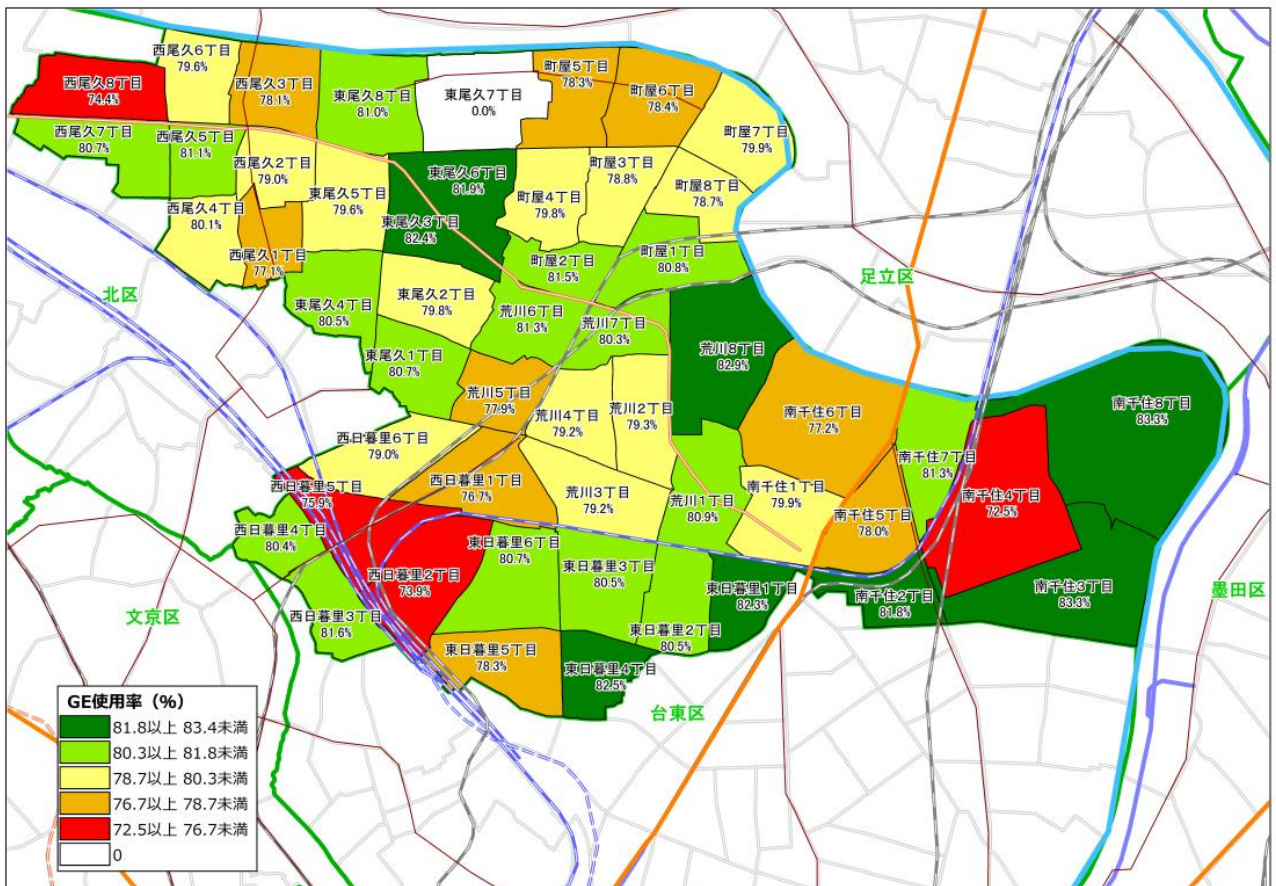 西尾久6丁目
79.6%
西尾久8丁目
74.4%
西尾久3丁目
78.1%
東尾久8丁目
81.0%
東尾久7丁目
0.0%
町屋5丁目
78.3%
町屋6丁目
78.4%
町屋7丁目
79.9%
西尾久7丁目
80.7%
西尾久5丁目
81.1%
西尾久2丁目
79.0%
東尾久5丁目
79.6%
東尾久6丁目
81.9%
町屋4丁目
79.8%
町屋3丁目
78.8%
町屋8丁目
78.7%
西尾久4丁目
80.1%
西尾久1丁目
77.1%
東尾久3丁目
82.4%
町屋2丁目
81.5%
町屋1丁目
80.8%
足立区
北区
東尾久4丁目
80.5%
東尾久2丁目
79.8%
荒川6丁目
81.3%
荒川7丁目
80.3%
荒川8丁目
82.9%
東尾久1丁目
80.7%
荒川5丁目
77.9%
荒川4丁目
79.2%
荒川2丁目
79.3%
南千住6丁目
77.2%
南千住8丁目
83.3%
西日暮里6丁目
79.0%
西日暮里1丁目
76.7%
南千住7丁目
81.3%
西日暮里5丁目
75.9%
荒川3丁目
79.2%
荒川1丁目
80.9%
南千住1丁目
79.9%
南千住5丁目
78.0%
南千住4丁目
72.5%
西日暮里4丁目
80.4%
東日暮里6丁目
80.7%
西日暮里2丁目
73.9%
東日暮里3丁目
80.5%
東日暮里1丁目
82.3%
南千住2丁目
81.8%
南千住3丁目
83.3%
墨田区
文京区
西日暮里3丁目
81.6%
東日暮里2丁目
80.5%
東日暮里5丁目
78.3%
東日暮里4丁目
82.5%
台東区
GE使用率（%）
81.8以上 83.4未満
80.3以上 81.8未満
78.7以上 80.3未満
76.7以上 78.7未満
72.5以上 76.7未満
0